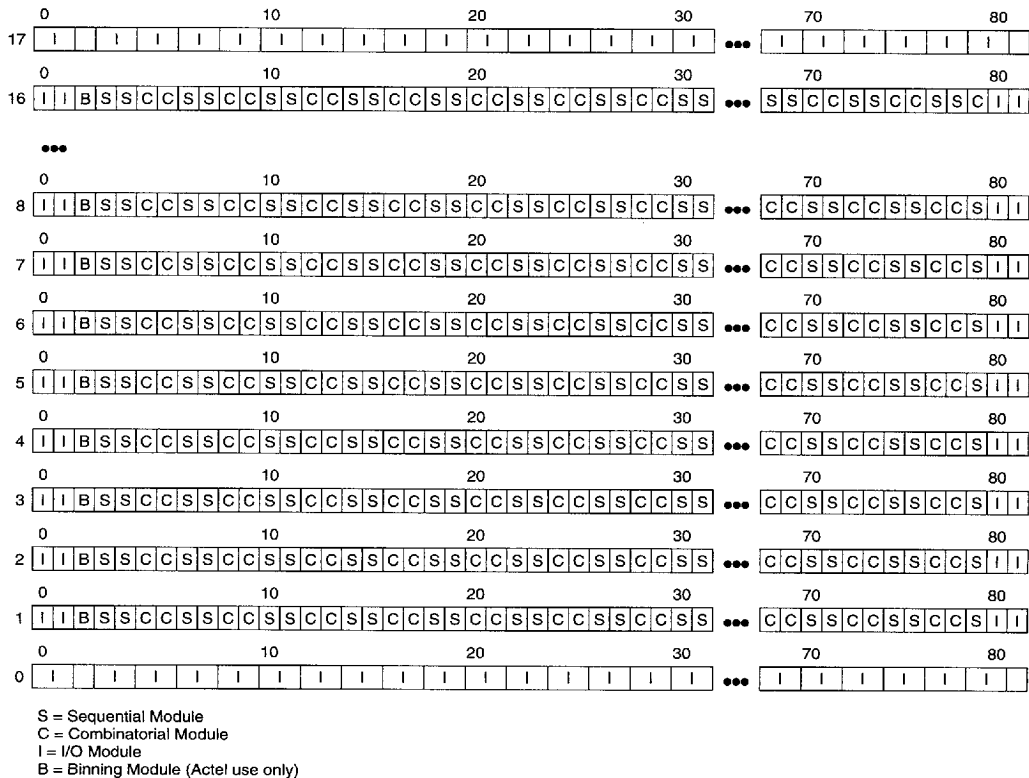 0 10 20 30 70 80
17 I I I I I I I I I I I I I I I I ••• I I I I I I
0 10 20 30 70 80
16 I I B S S C C S S C C S S C C S S C C S S C C S S C C S S C C S S ••• S S C C S S C C S S C I I
•••
0 10 20 30 70 80
8 I I B S S C C S S C C S S C C S S C C S S C C S S C C S S C C S S ••• C C S S C C S S C C S I I
0 10 20 30 70 80
7 I I B S S C C S S C C S S C C S S C C S S C C S S C C S S C C S S ••• C C S S C C S S C C S I I
0 10 20 30 70 80
6 I I B S S C C S S C C S S C C S S C C S S C C S S C C S S C C S S ••• C C S S C C S S C C S I I
0 10 20 30 70 80
5 I I B S S C C S S C C S S C C S S C C S S C C S S C C S S C C S S ••• C C S S C C S S C C S I I
0 10 20 30 70 80
4 I I B S S C C S S C C S S C C S S C C S S C C S S C C S S C C S S ••• C C S S C C S S C C S I I
0 10 20 30 70 80
3 I I B S S C C S S C C S S C C S S C C S S C C S S C C S S C C S S ••• C C S S C C S S C C S I I
0 10 20 30 70 80
2 I I B S S C C S S C C S S C C S S C C S S C C S S C C S S C C S S ••• C C S S C C S S C C S I I
0 10 20 30 70 80
1 I I B S S C C S S C C S S C C S S C C S S C C S S C C S S C C S S ••• C C S S C C S S C C S I I
0 10 20 30 70 80
0 I I I I I I I I I I I I I I I I ••• I I I I I I
S = Sequential Module
C = Combinatorial Module
I = I/O Module
B = Binning Module (Actel use only)